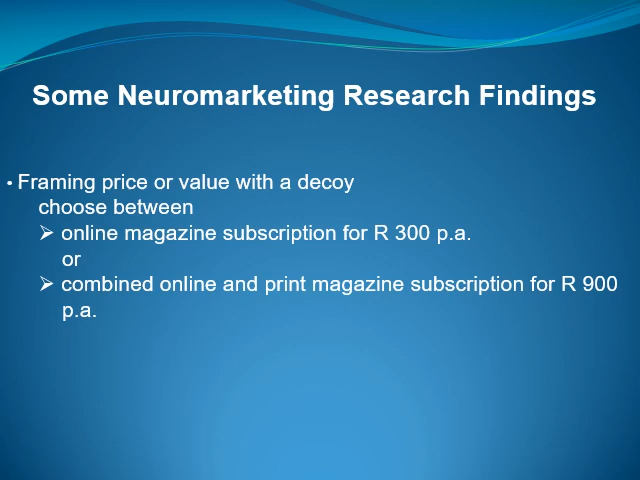 Some Neuromarketing Research Findings
• Framing price or value with a decoy
choose between
➢ online magazine subscription for R 300 p.a.
or
➢ combined online and print magazine subscription for R 900
p.a.